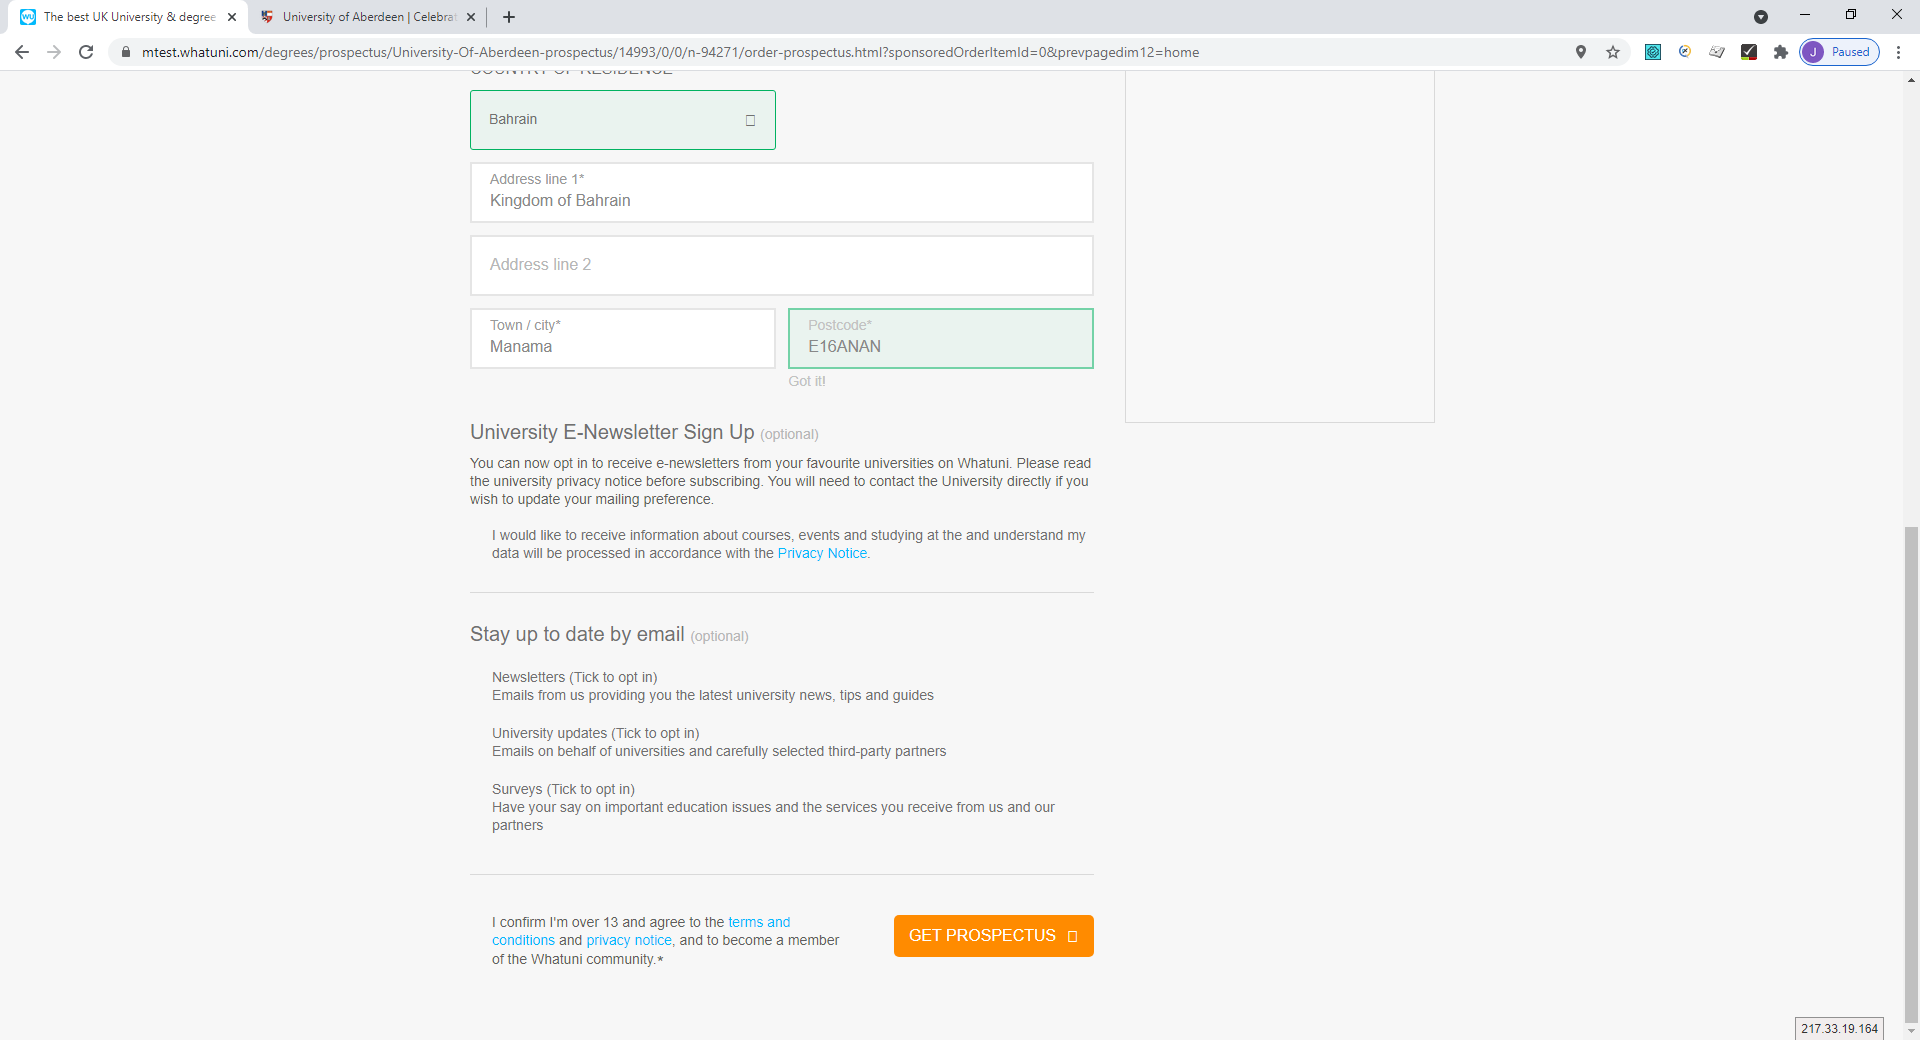 The best UK University & degree
University of Aberdeen | Celebrat
mtest.whatuni.com/degrees/prospectus/University-Of-Aberdeen-prospectus/14993/0/0/n-94271/order-prospectus.html?sponsoredOrderItemId=0&prevpagedim12=home
J Paused
COUNTRY OF RESIDENCE
Bahrain
Address line 1*
Kingdom of Bahrain
Address line 2
Town / city*
Manama
Postcode*
E16ANAN
Got it!
University E-Newsletter Sign Up (optional)
You can now opt in to receive e-newsletters from your favourite universities on Whatuni. Please read
the university privacy notice before subscribing. You will need to contact the University directly if you
wish to update your mailing preference.
I would like to receive information about courses, events and studying at the and understand my
data will be processed in accordance with the Privacy Notice.
Stay up to date by email (optional)
Newsletters (Tick to opt in)
Emails from us providing you the latest university news, tips and guides
University updates (Tick to opt in)
Emails on behalf of universities and carefully selected third-party partners
Surveys (Tick to opt in)
Have your say on important education issues and the services you receive from us and our
partners
I confirm I'm over 13 and agree to the terms and
conditions and privacy notice, and to become a member
of the Whatuni community.*
GET PROSPECTUS
217.33.19.164